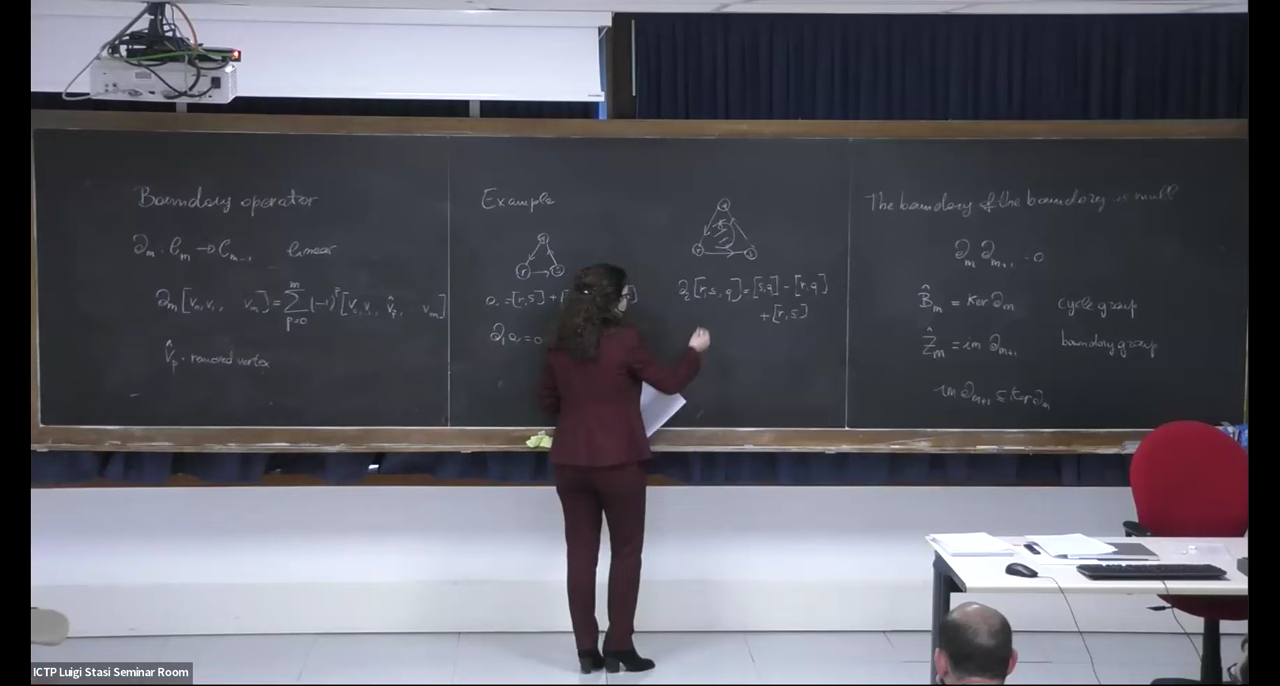 Boundary operator
∂m : Cm → Cm-1 linear
∂m [v0, v1, vm] = Σ p=0 m (-1)^p [v0, v1, v̂p, vm]
v̂p · removed vertex
Example
q
r s
a = [r,s] + [
∂1 a = 0
q
r s
∂2 [r, s, q] = [s,q] - [r,q]
+ [r,s]
The boundary of the boundary is null
∂m ∂m+1 = 0
B̂m = ker ∂m cycle group
Ẑm = im ∂m+1 boundary group
im ∂m+1 ⊆ ker ∂m
ICTP Luigi Stasi Seminar Room